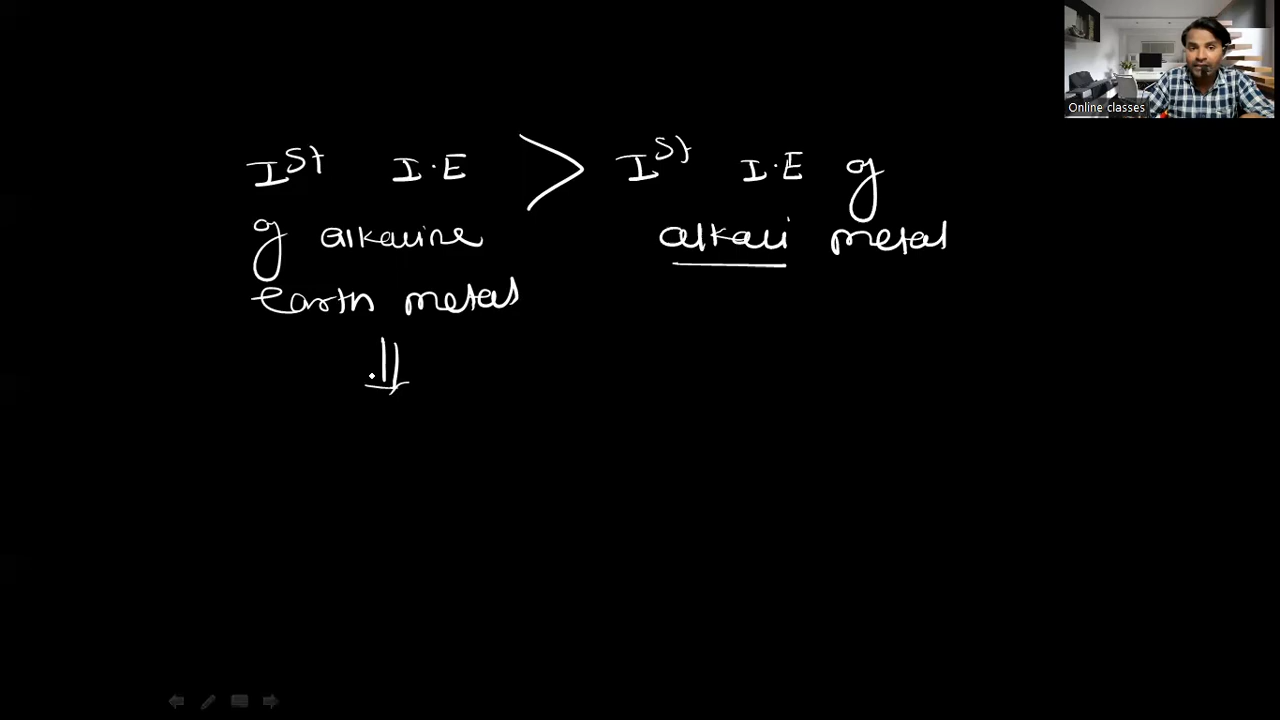 Ist I.E > Ist I.E of
of alkaline alkali metal
earth metal
Online classes